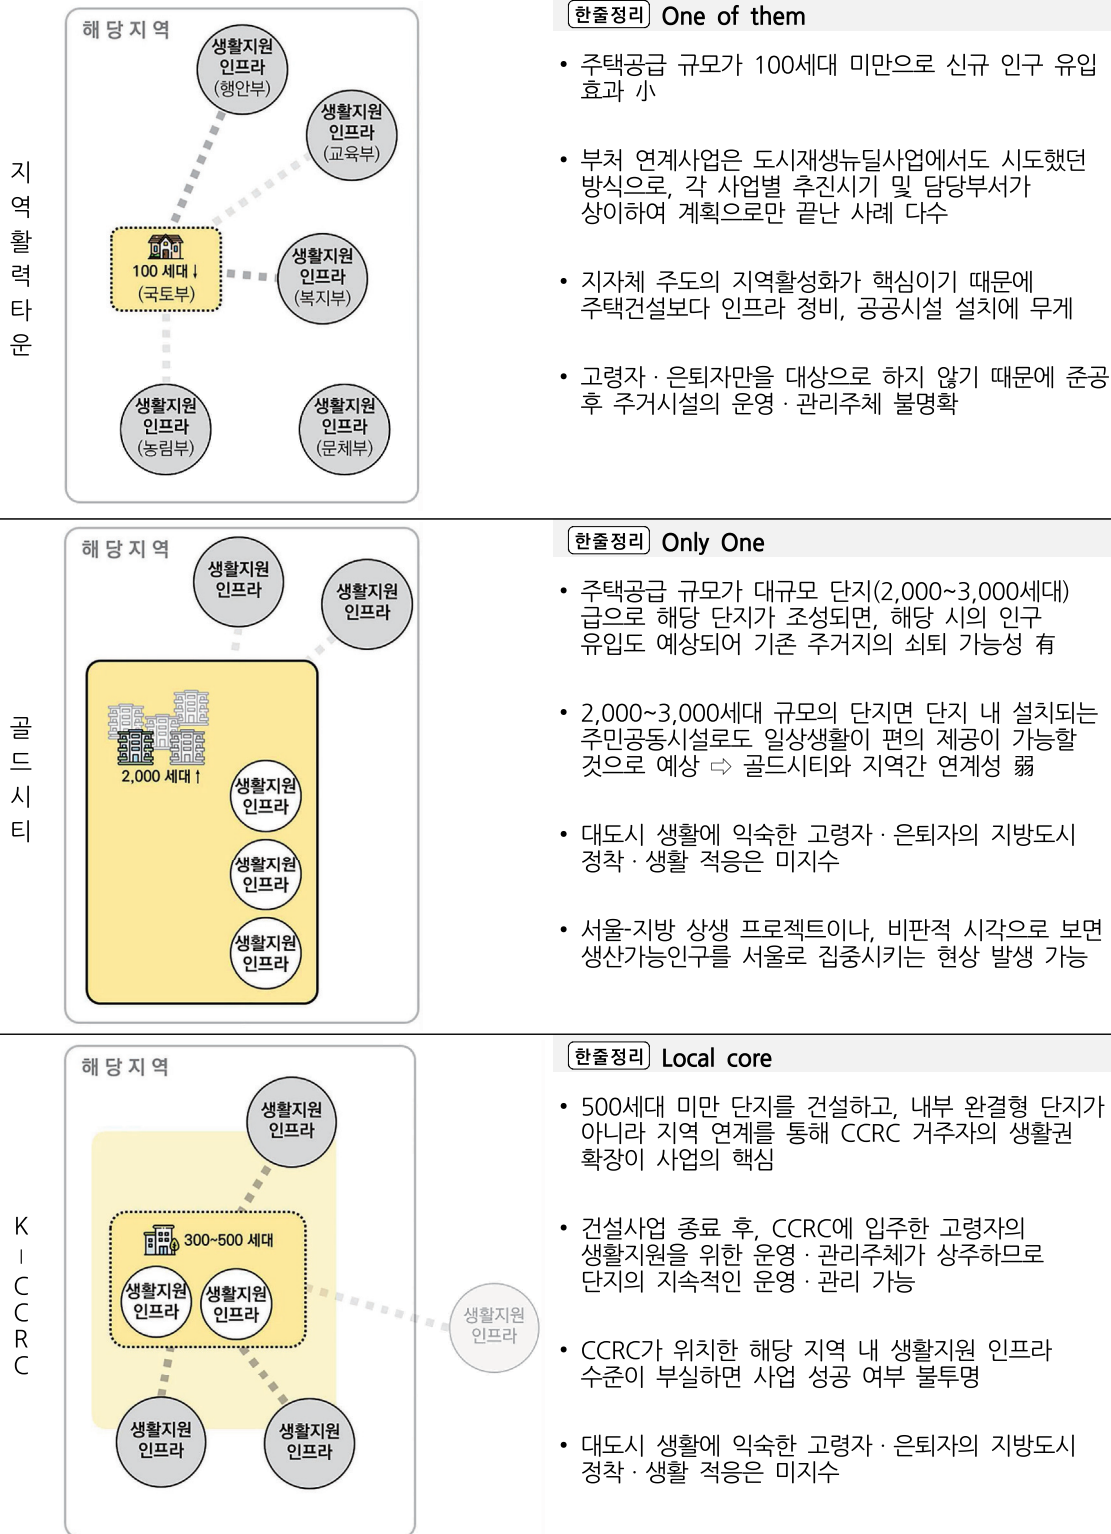 지역활력타운
해당지역
생활지원
인프라
(행안부)
생활지원
인프라
(교육부)
100 세대↓
(국토부)
생활지원
인프라
(복지부)
생활지원
인프라
(농림부)
생활지원
인프라
(문체부)
한줄정리 One of them
• 주택공급 규모가 100세대 미만으로 신규 인구 유입
효과 小
• 부처 연계사업은 도시재생뉴딜사업에서도 시도했던
방식으로, 각 사업별 추진시기 및 담당부서가
상이하여 계획으로만 끝난 사례 다수
• 지자체 주도의 지역활성화가 핵심이기 때문에
주택건설보다 인프라 정비, 공공시설 설치에 무게
• 고령자·은퇴자만을 대상으로 하지 않기 때문에 준공
후 주거시설의 운영·관리주체 불명확
골드시티
해당지역
생활지원
인프라
생활지원
인프라
2,000 세대↑
생활지원
인프라
생활지원
인프라
생활지원
인프라
한줄정리 Only One
• 주택공급 규모가 대규모 단지(2,000~3,000세대)
급으로 해당 단지가 조성되면, 해당 시의 인구
유입도 예상되어 기존 주거지의 쇠퇴 가능성 有
• 2,000~3,000세대 규모의 단지면 단지 내 설치되는
주민공동시설로도 일상생활이 편의 제공이 가능할
것으로 예상 ⇨ 골드시티와 지역간 연계성 弱
• 대도시 생활에 익숙한 고령자·은퇴자의 지방도시
정착·생활 적응은 미지수
• 서울-지방 상생 프로젝트이나, 비판적 시각으로 보면
생산가능인구를 서울로 집중시키는 현상 발생 가능
K-CCRC
해당지역
생활지원
인프라
300~500 세대
생활지원
인프라
생활지원
인프라
생활지원
인프라
생활지원
인프라
생활지원
인프라
한줄정리 Local core
• 500세대 미만 단지를 건설하고, 내부 완결형 단지가
아니라 지역 연계를 통해 CCRC 거주자의 생활권
확장이 사업의 핵심
• 건설사업 종료 후, CCRC에 입주한 고령자의
생활지원을 위한 운영·관리주체가 상주하므로
단지의 지속적인 운영·관리 가능
• CCRC가 위치한 해당 지역 내 생활지원 인프라
수준이 부실하면 사업 성공 여부 불투명
• 대도시 생활에 익숙한 고령자·은퇴자의 지방도시
정착·생활 적응은 미지수